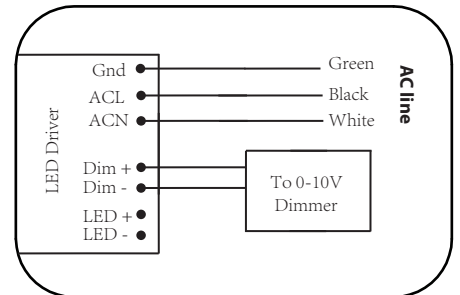 Gnd
Green
ACL
Black
ACN
White
AC line
LED Driver
Dim +
Dim -
To 0-10V
Dimmer
LED +
LED -